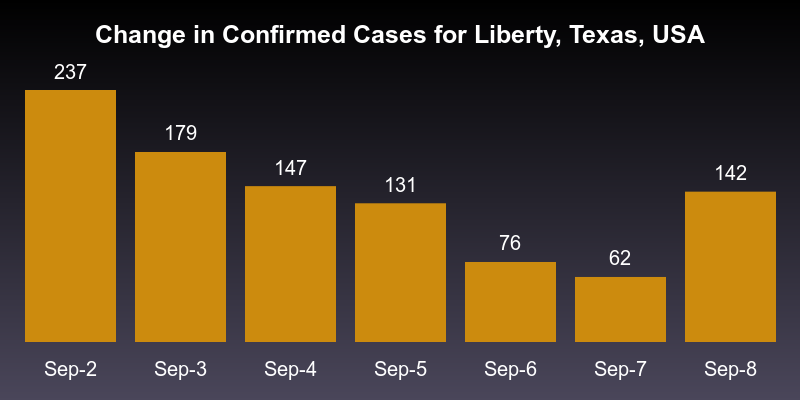 Change in Confirmed Cases for Liberty, Texas, USA
237
179
147
131
76
62
142
Sep-2
Sep-3
Sep-4
Sep-5
Sep-6
Sep-7
Sep-8